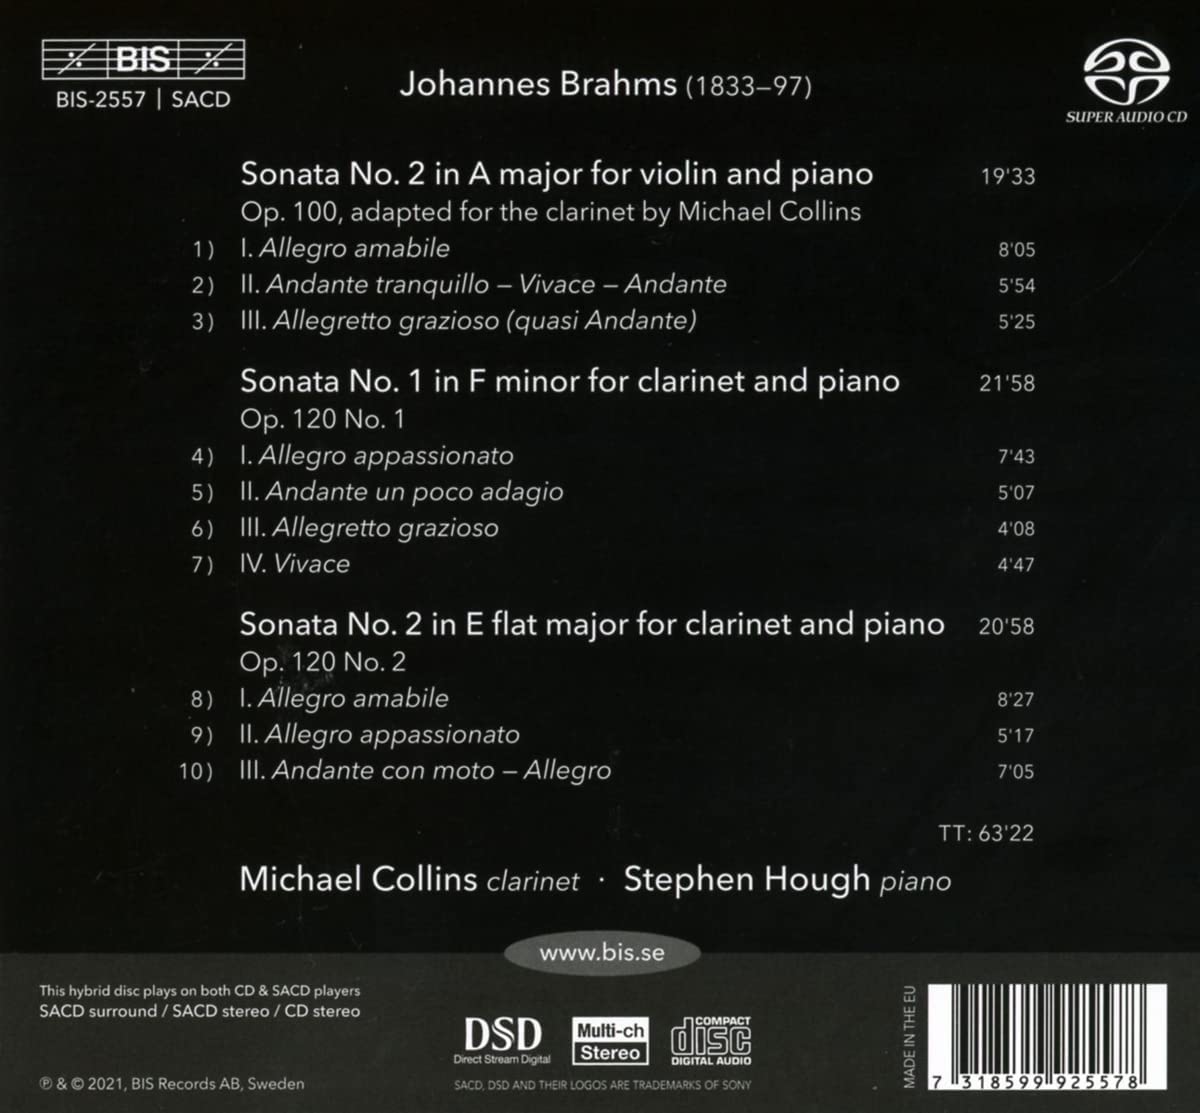 BIS
BIS-2557 | SACD
Johannes Brahms (1833–97)
SUPER AUDIO CD
Sonata No. 2 in A major for violin and piano 19'33
Op. 100, adapted for the clarinet by Michael Collins
1) I. Allegro amabile 8'05
2) II. Andante tranquillo – Vivace – Andante 5'54
3) III. Allegretto grazioso (quasi Andante) 5'25
Sonata No. 1 in F minor for clarinet and piano 21'58
Op. 120 No. 1
4) I. Allegro appassionato 7'43
5) II. Andante un poco adagio 5'07
6) III. Allegretto grazioso 4'08
7) IV. Vivace 4'47
Sonata No. 2 in E flat major for clarinet and piano 20'58
Op. 120 No. 2
8) I. Allegro amabile 8'27
9) II. Allegro appassionato 5'17
10) III. Andante con moto – Allegro 7'05
TT: 63'22
Michael Collins clarinet · Stephen Hough piano
www.bis.se
This hybrid disc plays on both CD & SACD players
SACD surround / SACD stereo / CD stereo
DSD
Direct Stream Digital
Multi-ch
Stereo
COMPACT
disc
DIGITAL AUDIO
℗ & © 2021, BIS Records AB, Sweden
SACD, DSD AND THEIR LOGOS ARE TRADEMARKS OF SONY
MADE IN THE EU
7 318599 925578